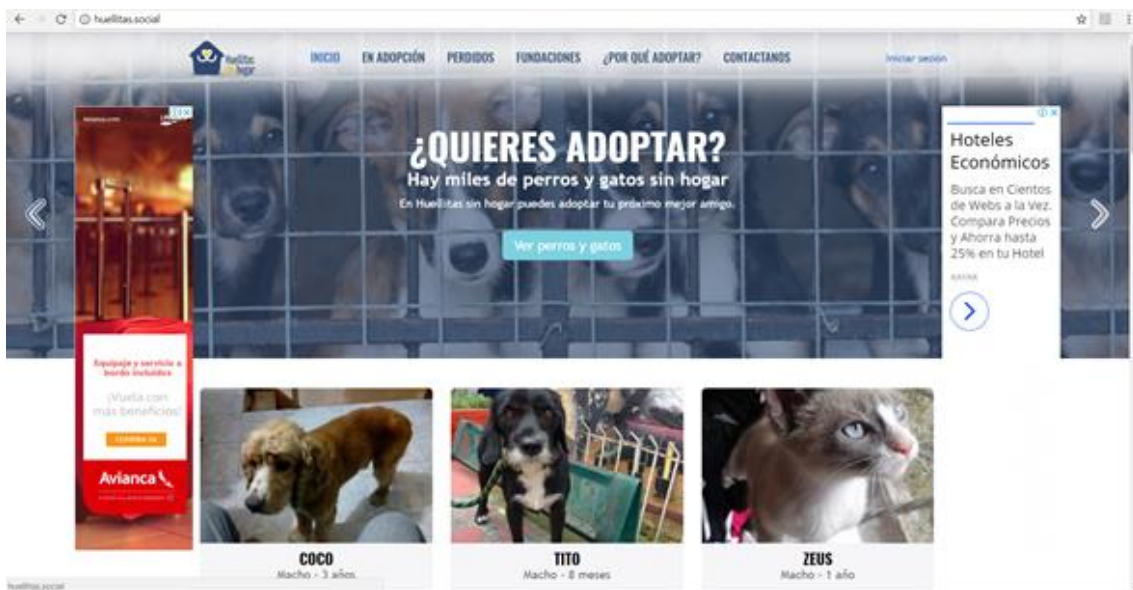 huellitas.social
Huellitas
hogar
INICIO
EN ADOPCIÓN
PERDIDOS
FUNDACIONES
¿POR QUÉ ADOPTAR?
CONTACTANOS
Iniciar sesión
¿QUIERES ADOPTAR?
Hay miles de perros y gatos sin hogar
En Huellitas sin hogar puedes adoptar tu próximo mejor amigo.
Ver perros y gatos
Equipaje y servicio a
bordo incluidos
¡Vuela con
más beneficios!
Avianca
Hoteles
Económicos
Busca en Cientos
de Webs a la Vez.
Compara Precios
y Ahorra hasta
25% en tu Hotel
KAYAK
COCO
Macho - 3 años
TITO
Macho - 8 meses
ZEUS
Macho - 1 año
huellitas.social